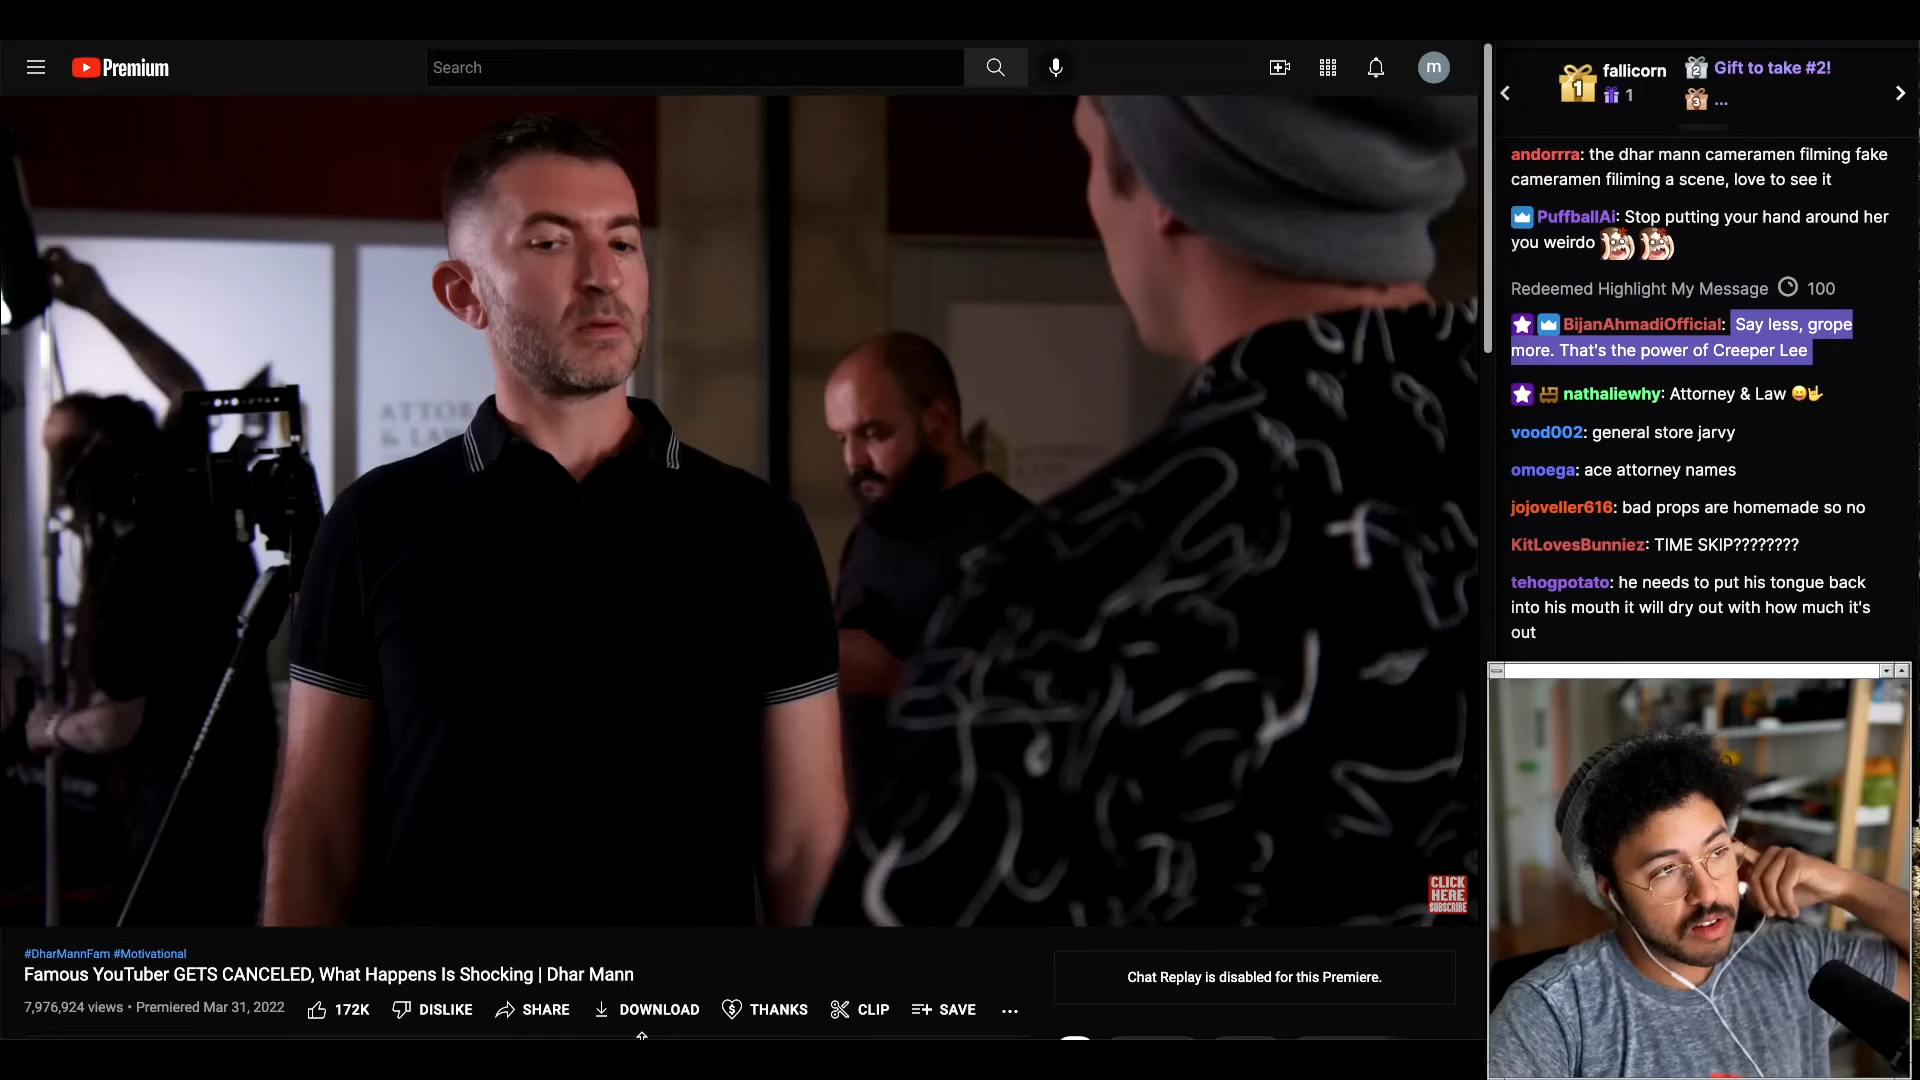 Premium
Search
m
1
fallicorn
1
2
Gift to take #2!
3
...
andorrra: the dhar mann cameramen filming fake
cameramen filiming a scene, love to see it
PuffballAi: Stop putting your hand around her
you weirdo
Redeemed Highlight My Message 100
BijanAhmadiOfficial: Say less, grope
more. That's the power of Creeper Lee
nathaliewhy: Attorney & Law
vood002: general store jarvy
omoega: ace attorney names
jojoveller616: bad props are homemade so no
KitLovesBunniez: TIME SKIP????????
tehogpotato: he needs to put his tongue back
into his mouth it will dry out with how much it's
out
ATTOR
& LAW
CLICK
HERE
SUBSCRIBE
#DharMannFam #Motivational
Famous YouTuber GETS CANCELED, What Happens Is Shocking | Dhar Mann
7,976,924 views • Premiered Mar 31, 2022
172K
DISLIKE
SHARE
DOWNLOAD
THANKS
CLIP
SAVE
...
Chat Replay is disabled for this Premiere.